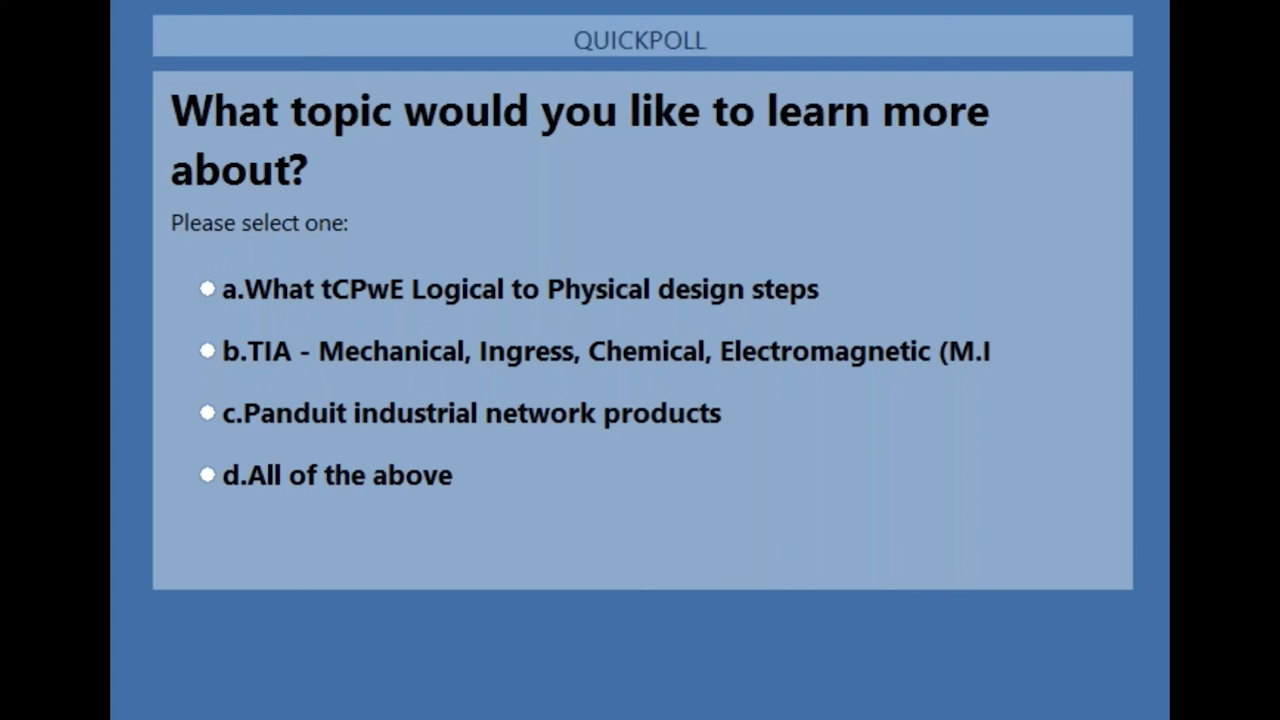 QUICKPOLL
What topic would you like to learn more
about?
Please select one:
a.What tCPwE Logical to Physical design steps
b.TIA - Mechanical, Ingress, Chemical, Electromagnetic (M.I
c.Panduit industrial network products
d.All of the above